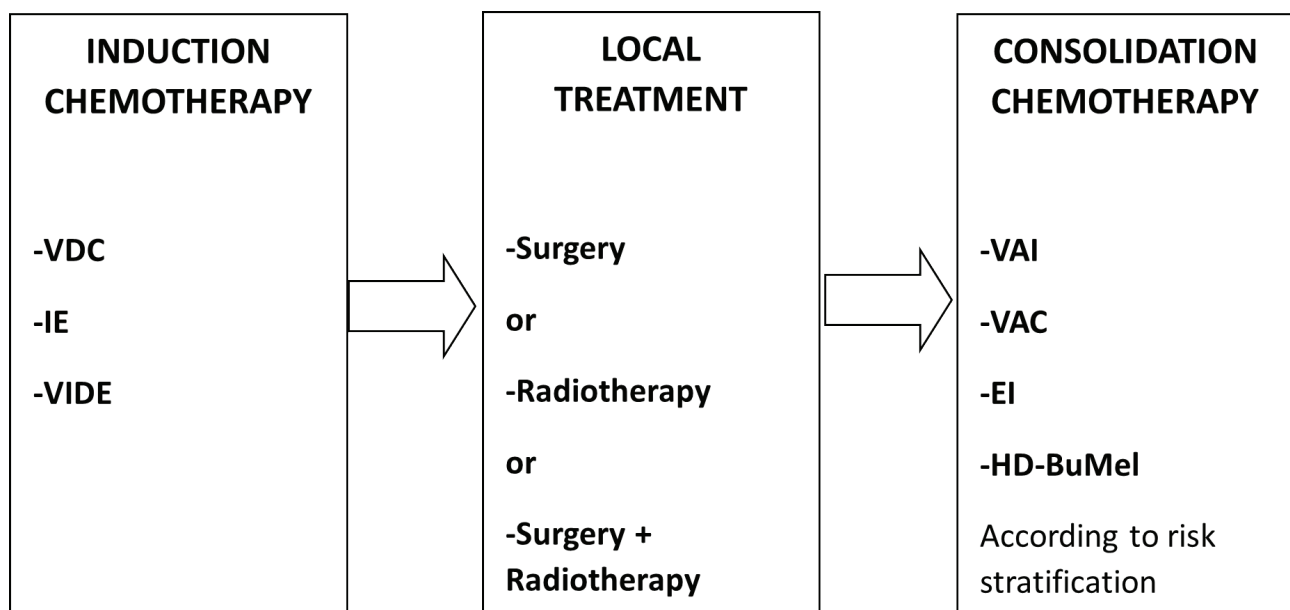 INDUCTION
CHEMOTHERAPY
-VDC
-IE
-VIDE
LOCAL
TREATMENT
-Surgery
or
-Radiotherapy
or
-Surgery +
Radiotherapy
CONSOLIDATION
CHEMOTHERAPY
-VAI
-VAC
-EI
-HD-BuMel
According to risk
stratification